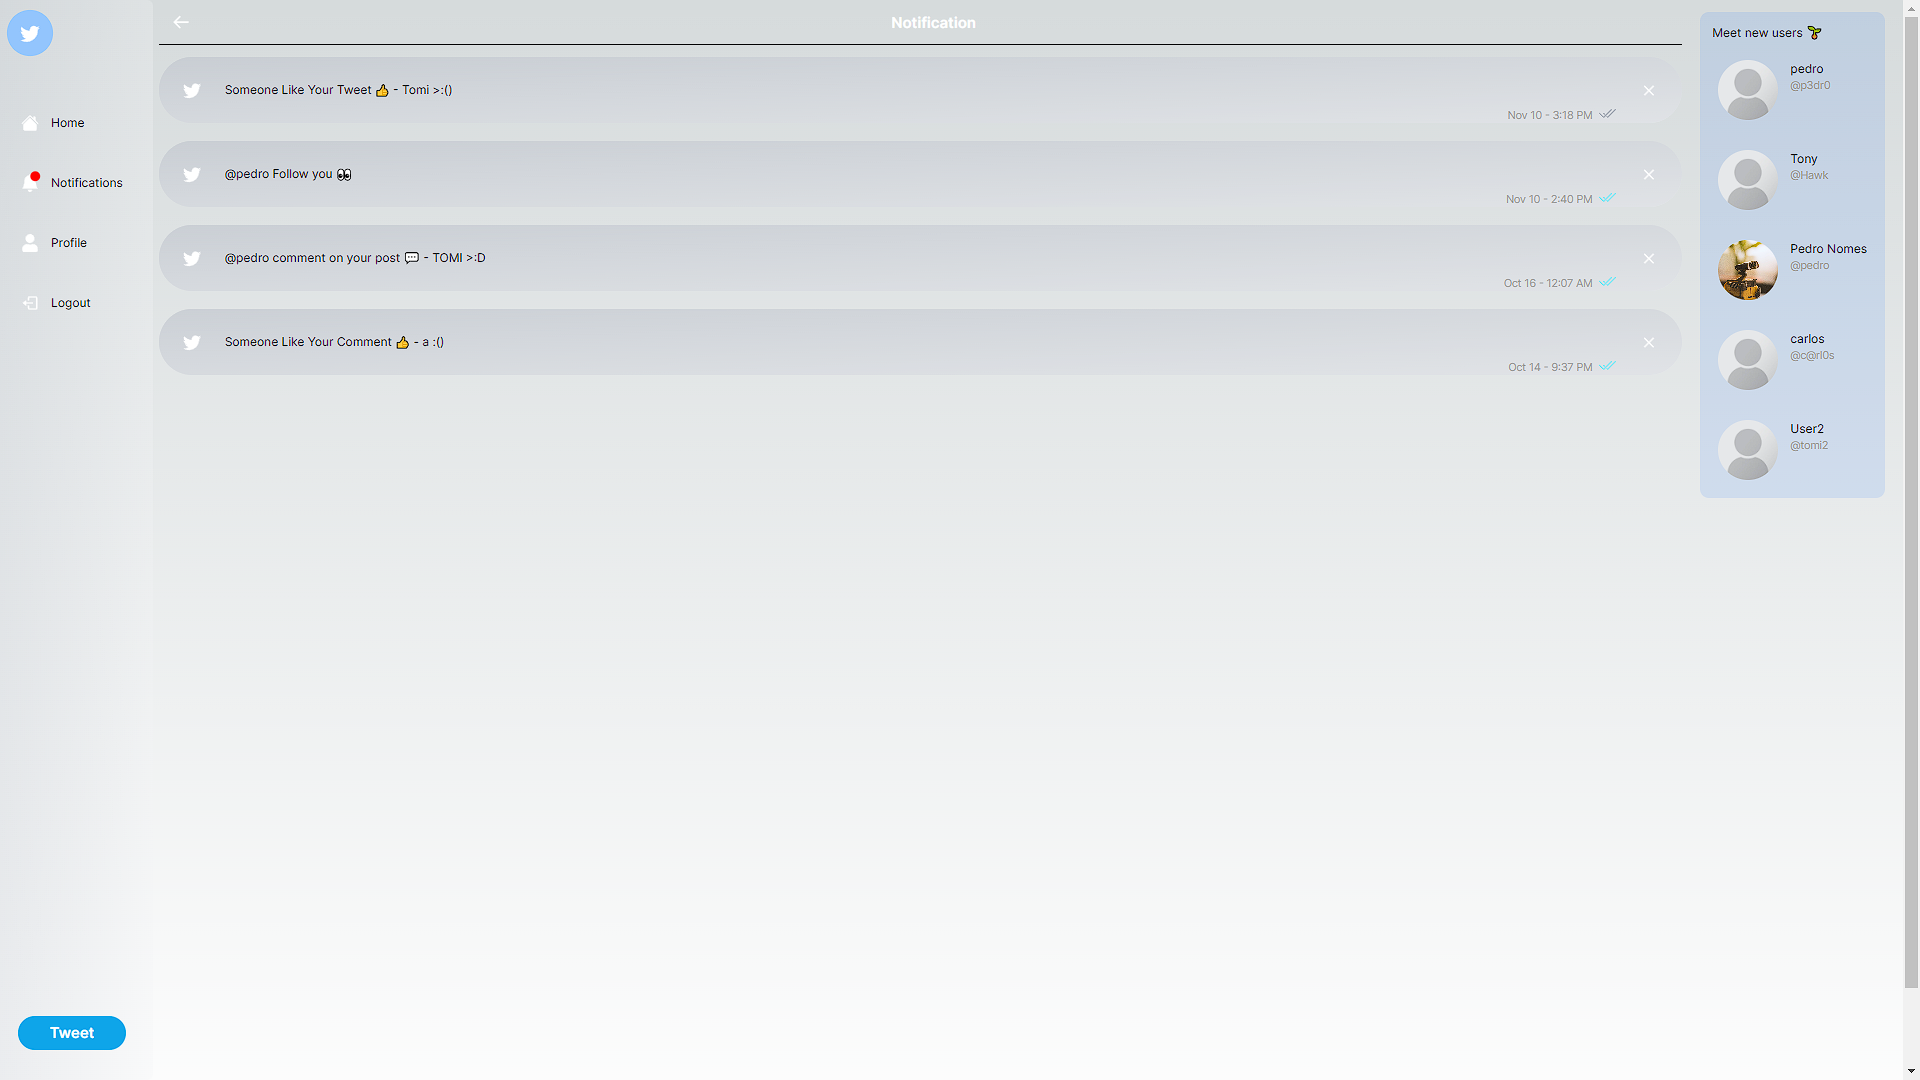 Home
Notifications
Profile
Logout
Tweet
Notification
Someone Like Your Tweet 👍 - Tomi >:()
Nov 10 - 3:18 PM
@pedro Follow you 👀
Nov 10 - 2:40 PM
@pedro comment on your post 💬 - TOMI >:D
Oct 16 - 12:07 AM
Someone Like Your Comment 👍 - a :()
Oct 14 - 9:37 PM
Meet new users 🌱
pedro
@p3dr0
Tony
@Hawk
Pedro Nomes
@pedro
carlos
@c@rl0s
User2
@tomi2